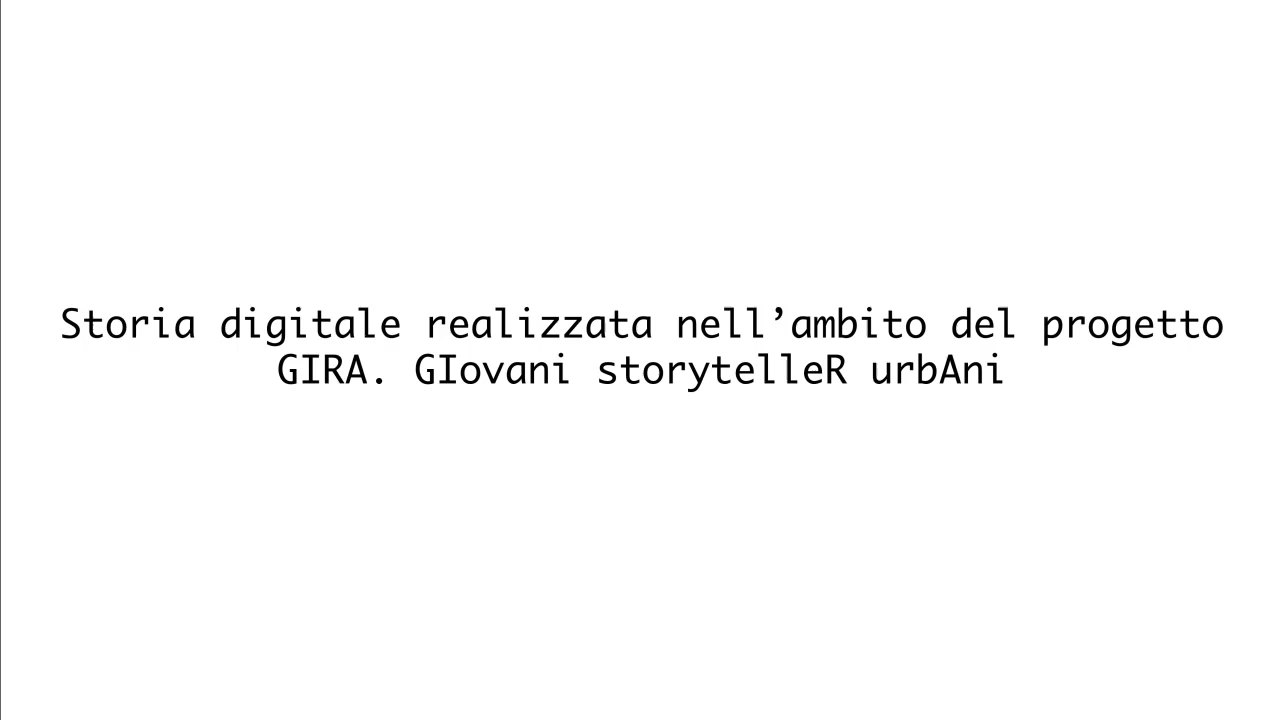 Storia digitale realizzata nell’ambito del progetto
GIRA. GIovani storytelleR urbAni